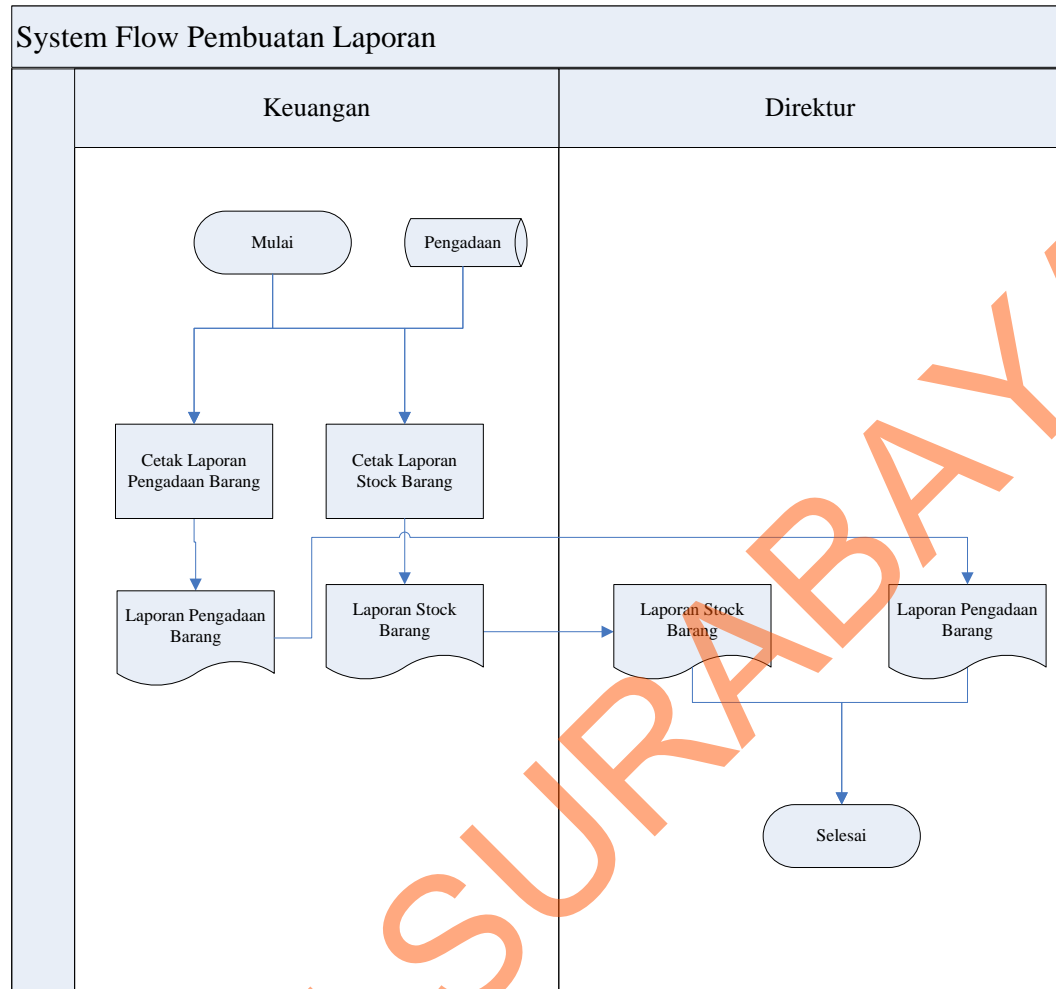 System Flow Pembuatan Laporan
Keuangan
Direktur
Mulai
Pengadaan
Cetak Laporan
Pengadaan Barang
Cetak Laporan
Stock Barang
Laporan Pengadaan
Barang
Laporan Stock
Barang
Laporan Stock
Barang
Laporan Pengadaan
Barang
Selesai
SURABAYA